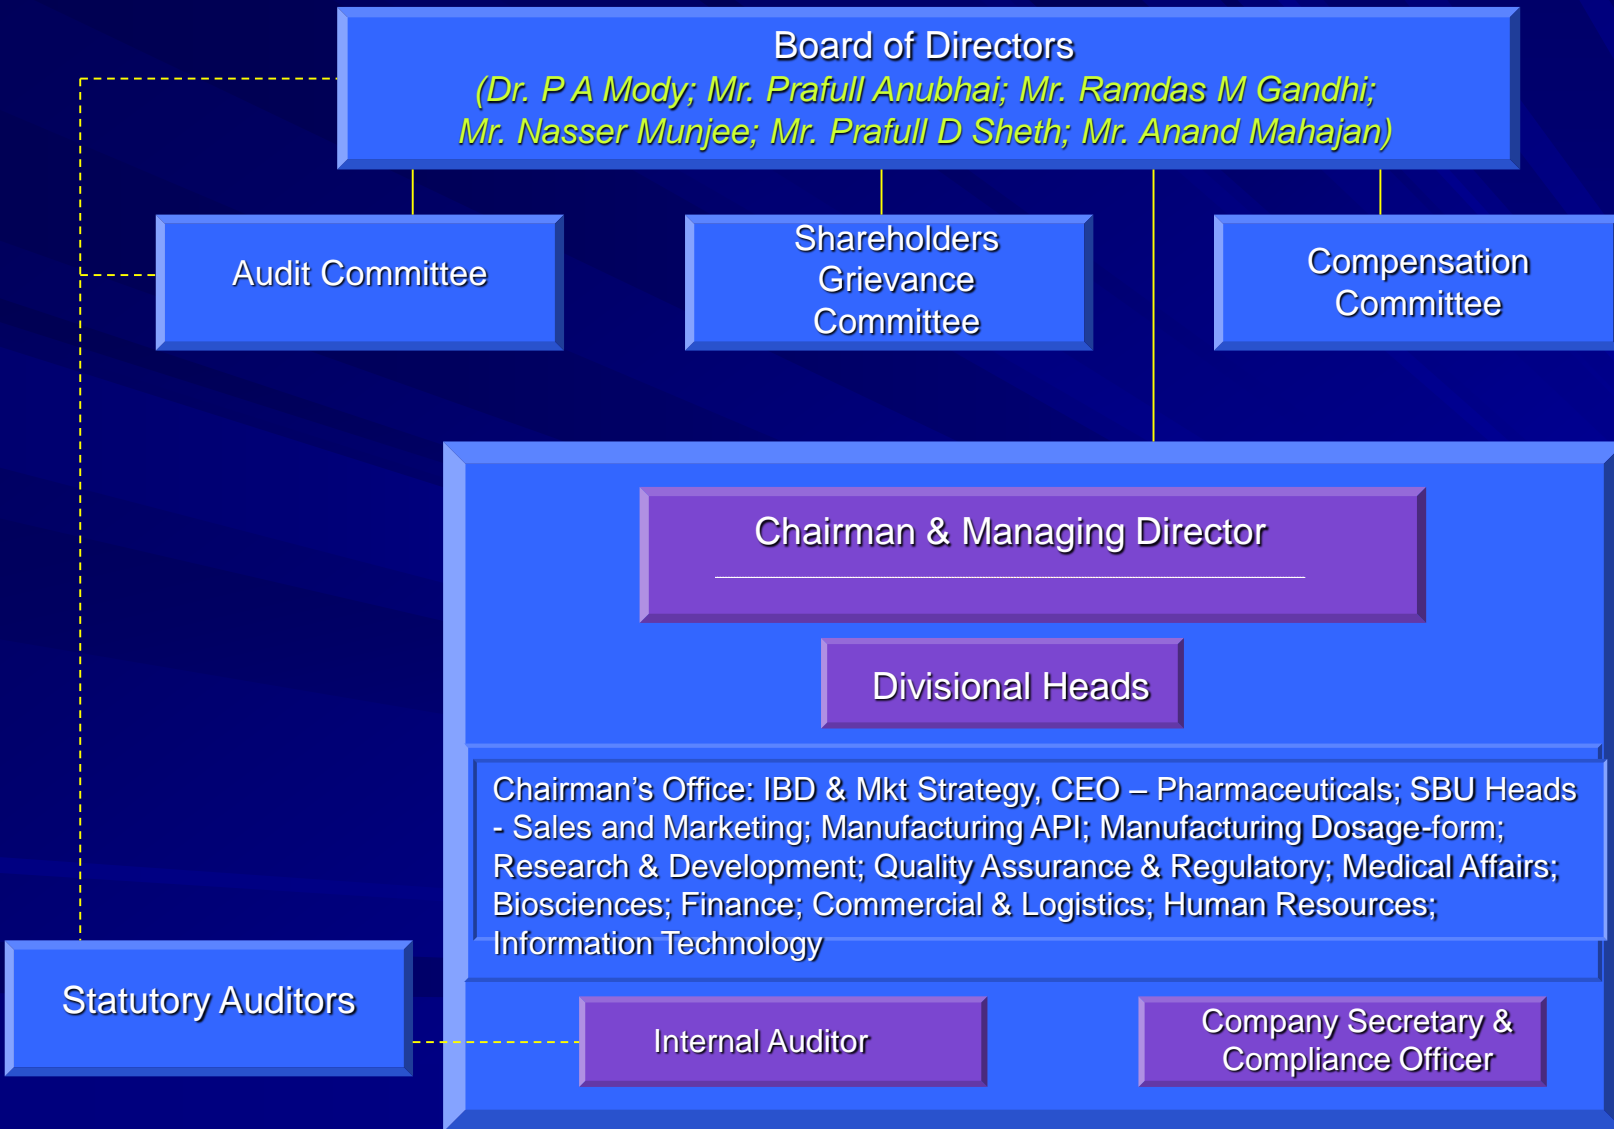 Board of Directors
(Dr. P A Mody; Mr. Prafull Anubhai; Mr. Ramdas M Gandhi;
Mr. Nasser Munjee; Mr. Prafull D Sheth; Mr. Anand Mahajan)
Audit Committee
Shareholders
Grievance
Committee
Compensation
Committee
Chairman & Managing Director
Divisional Heads
Chairman’s Office: IBD & Mkt Strategy, CEO – Pharmaceuticals; SBU Heads
- Sales and Marketing; Manufacturing API; Manufacturing Dosage-form;
Research & Development; Quality Assurance & Regulatory; Medical Affairs;
Biosciences; Finance; Commercial & Logistics; Human Resources;
Information Technology
Statutory Auditors
Internal Auditor
Company Secretary &
Compliance Officer